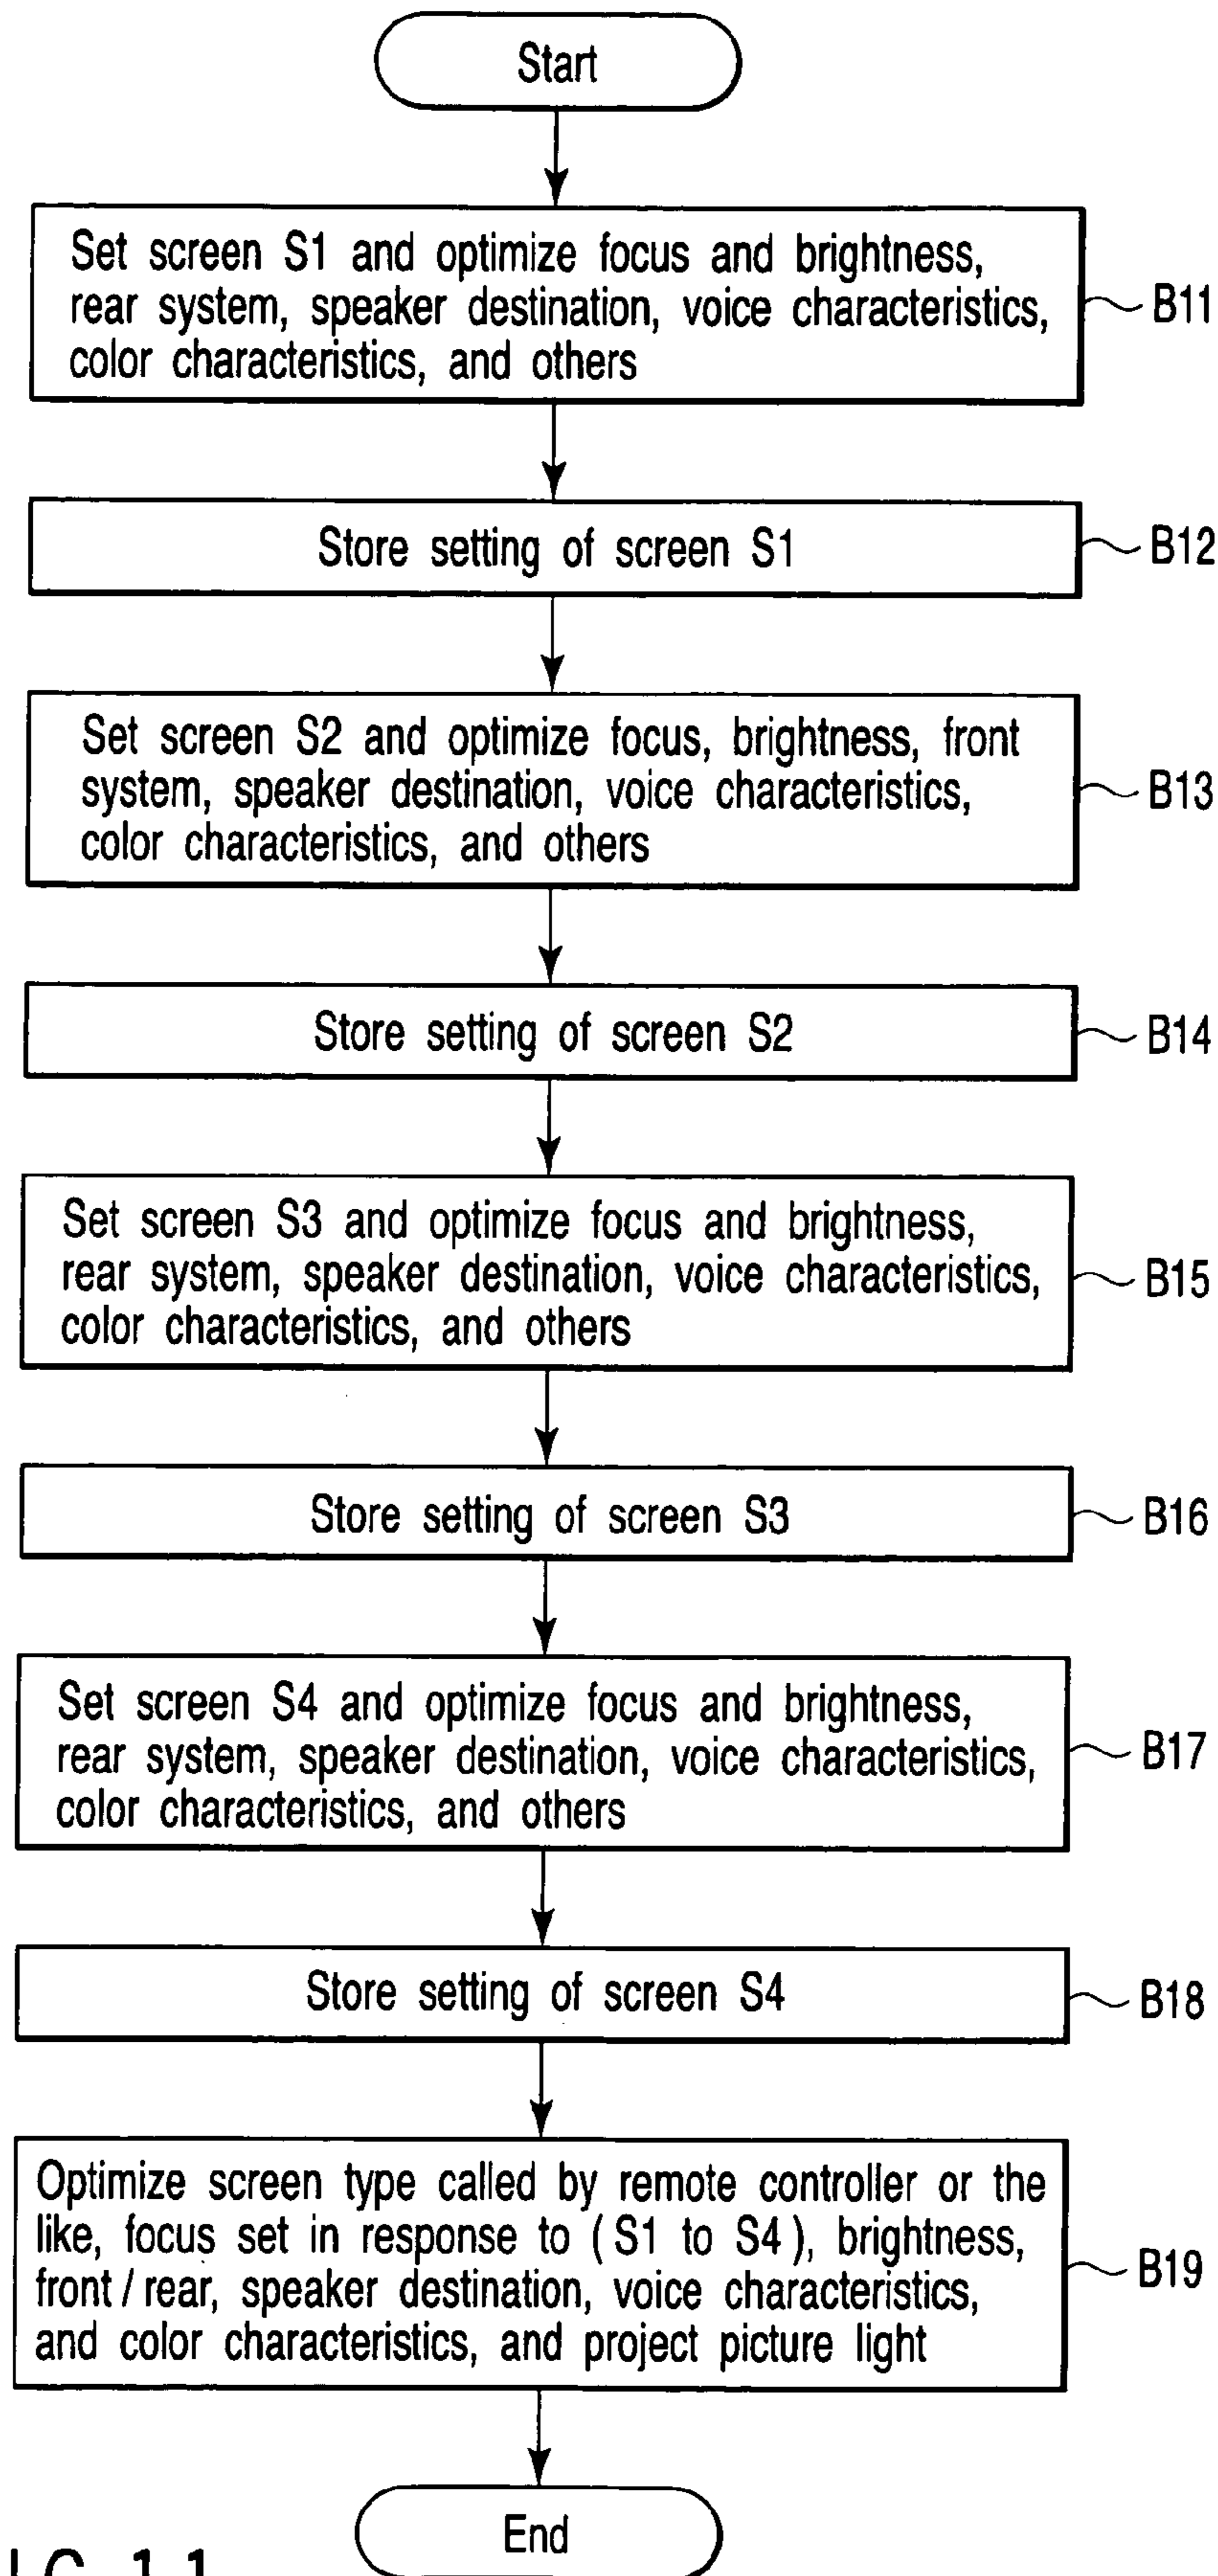 Start
Set screen S1 and optimize focus and brightness,
rear system, speaker destination, voice characteristics,
color characteristics, and others
B11
Store setting of screen S1
B12
Set screen S2 and optimize focus, brightness, front
system, speaker destination, voice characteristics,
color characteristics, and others
B13
Store setting of screen S2
B14
Set screen S3 and optimize focus and brightness,
rear system, speaker destination, voice characteristics,
color characteristics, and others
B15
Store setting of screen S3
B16
Set screen S4 and optimize focus and brightness,
rear system, speaker destination, voice characteristics,
color characteristics, and others
B17
Store setting of screen S4
B18
Optimize screen type called by remote controller or the
like, focus set in response to (S1 to S4), brightness,
front/rear, speaker destination, voice characteristics,
and color characteristics, and project picture light
B19
End